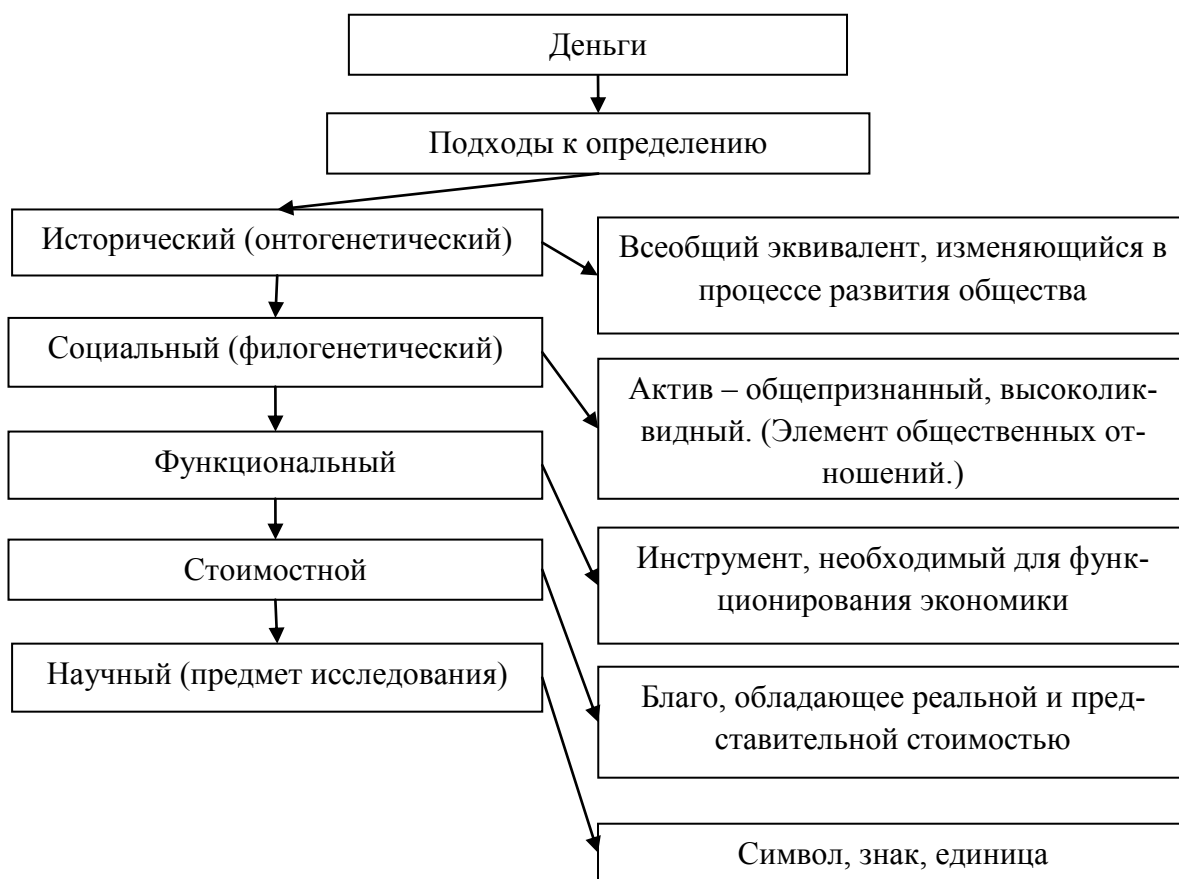 Деньги
Подходы к определению
Исторический (онтогенетический)
Всеобщий эквивалент, изменяющийся в
процессе развития общества
Социальный (филогенетический)
Актив – общепризнанный, высоколик-
видный. (Элемент общественных от-
ношений.)
Функциональный
Инструмент, необходимый для функ-
ционирования экономики
Стоимостной
Благо, обладающее реальной и пред-
ставительной стоимостью
Научный (предмет исследования)
Символ, знак, единица